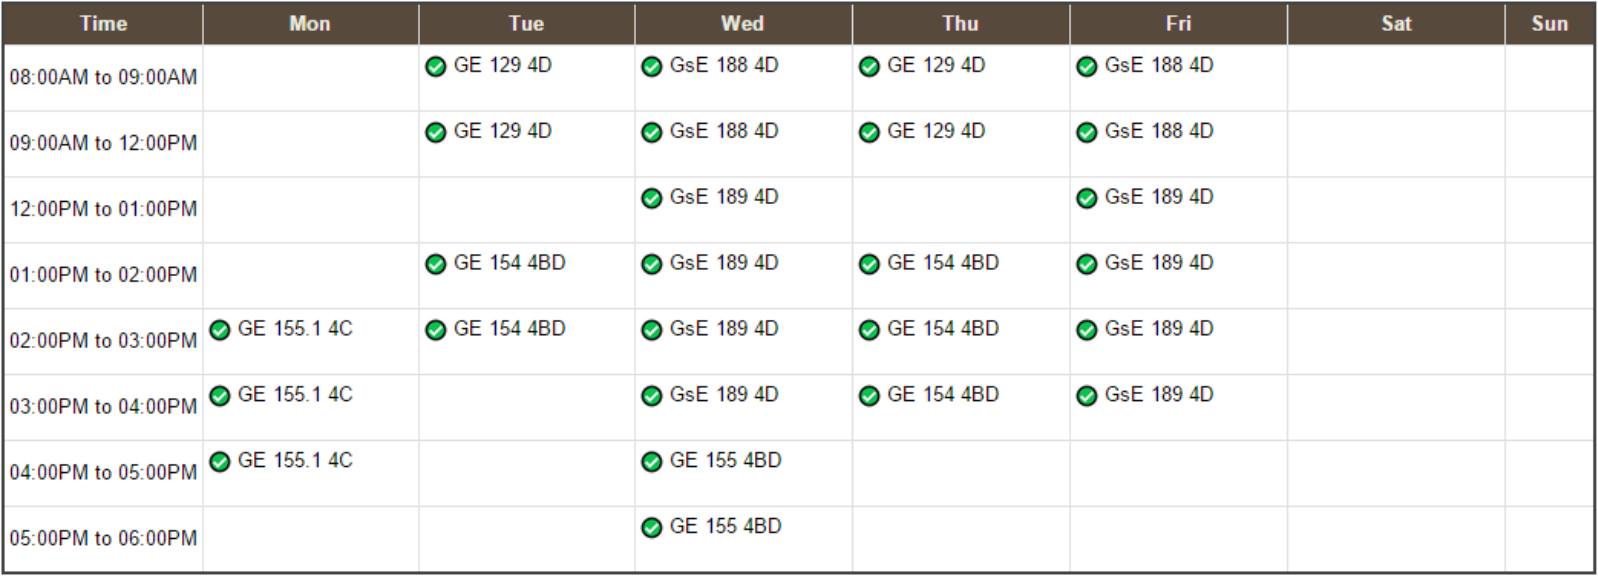 Time Mon Tue Wed Thu Fri Sat Sun
08:00AM to 09:00AM GE 129 4D GsE 188 4D GE 129 4D GsE 188 4D
09:00AM to 12:00PM GE 129 4D GsE 188 4D GE 129 4D GsE 188 4D
12:00PM to 01:00PM GsE 189 4D GsE 189 4D
01:00PM to 02:00PM GE 154 4BD GsE 189 4D GE 154 4BD GsE 189 4D
02:00PM to 03:00PM GE 155.1 4C GE 154 4BD GsE 189 4D GE 154 4BD GsE 189 4D
03:00PM to 04:00PM GE 155.1 4C GsE 189 4D GE 154 4BD GsE 189 4D
04:00PM to 05:00PM GE 155.1 4C GE 155 4BD
05:00PM to 06:00PM GE 155 4BD